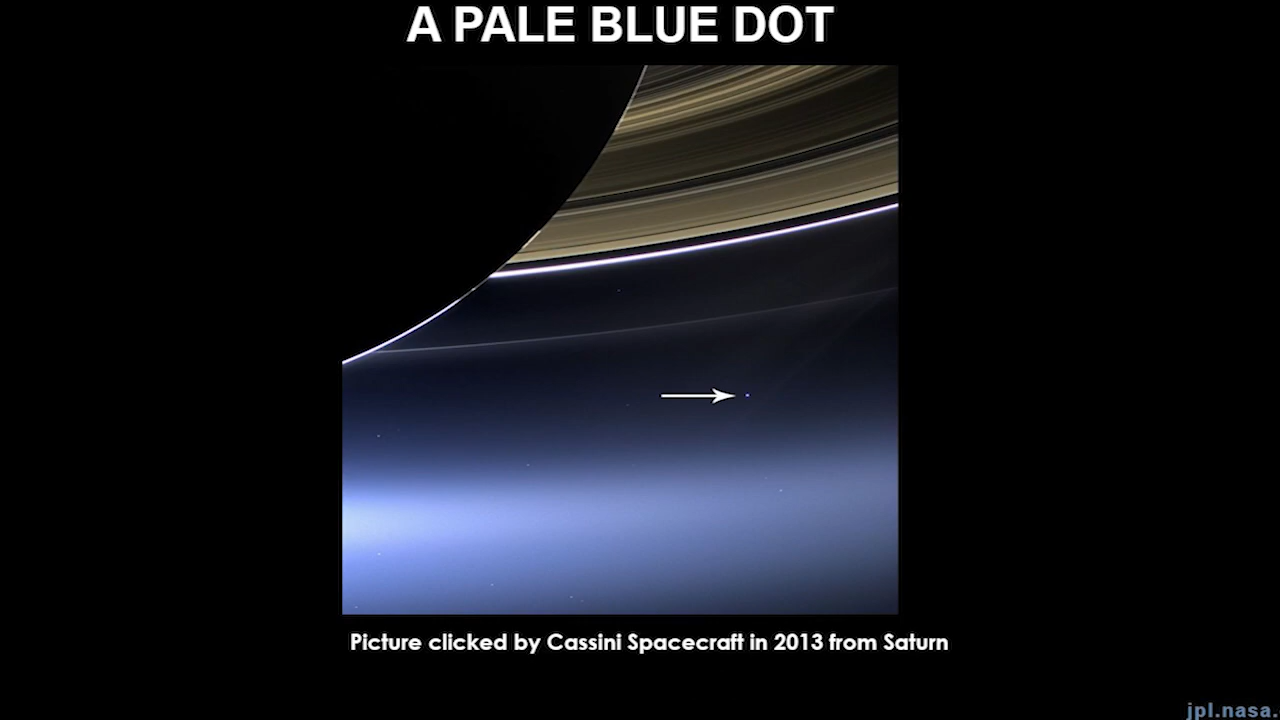 A PALE BLUE DOT
Picture clicked by Cassini Spacecraft in 2013 from Saturn
jpl.nasa.